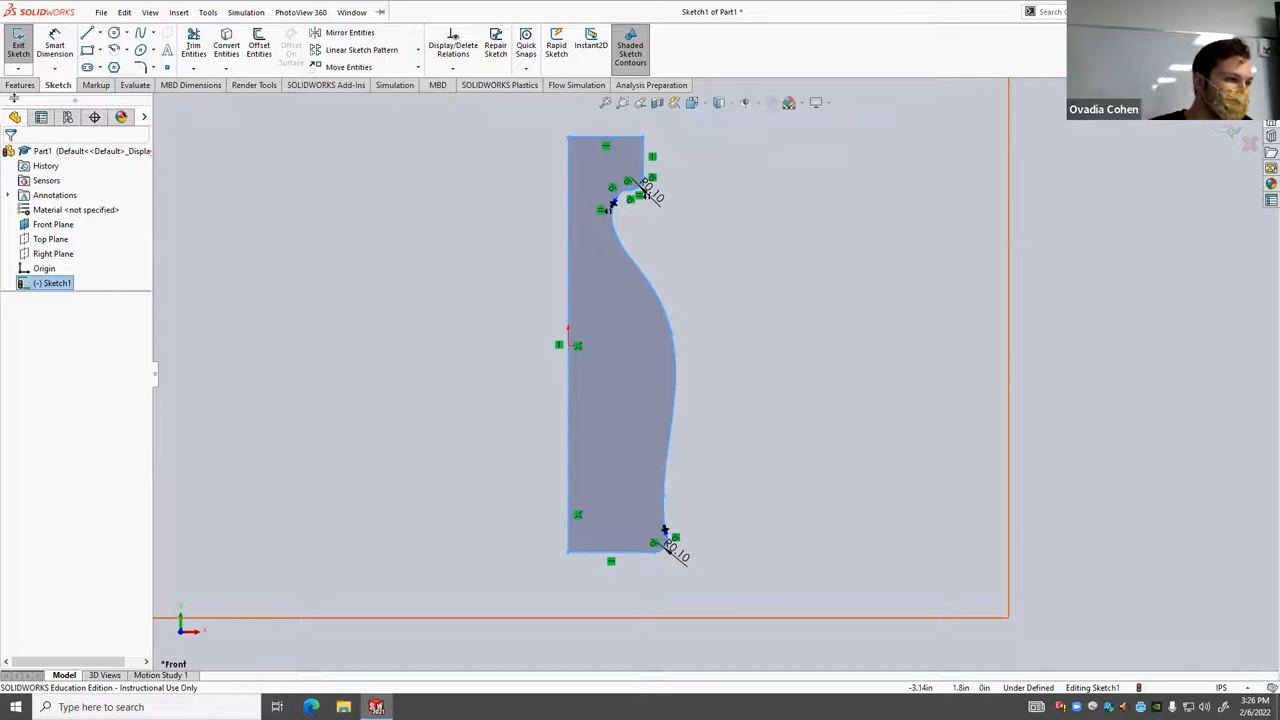 SOLIDWORKS
File
Edit
View
Insert
Tools
Simulation
PhotoView 360
Window
Sketch1 of Part1 *
Search
Exit Sketch
Smart Dimension
Trim Entities
Convert Entities
Offset Entities
Offset On Surface
Mirror Entities
Linear Sketch Pattern
Move Entities
Display/Delete Relations
Repair Sketch
Quick Snaps
Rapid Sketch
Instant2D
Shaded Sketch Contours
Features
Sketch
Markup
Evaluate
MBD Dimensions
Render Tools
SOLIDWORKS Add-Ins
Simulation
MBD
SOLIDWORKS Plastics
Flow Simulation
Analysis Preparation
Ovadia Cohen
Part1 (Default<<Default>_Display
History
Sensors
Annotations
Material <not specified>
Front Plane
Top Plane
Right Plane
Origin
(-) Sketch1
R0.10
R0.10
*Front
Model
3D Views
Motion Study 1
SOLIDWORKS Education Edition - Instructional Use Only
-3.14in
1.8in
0in
Under Defined
Editing Sketch1
IPS
Type here to search
3:26 PM
2/6/2022